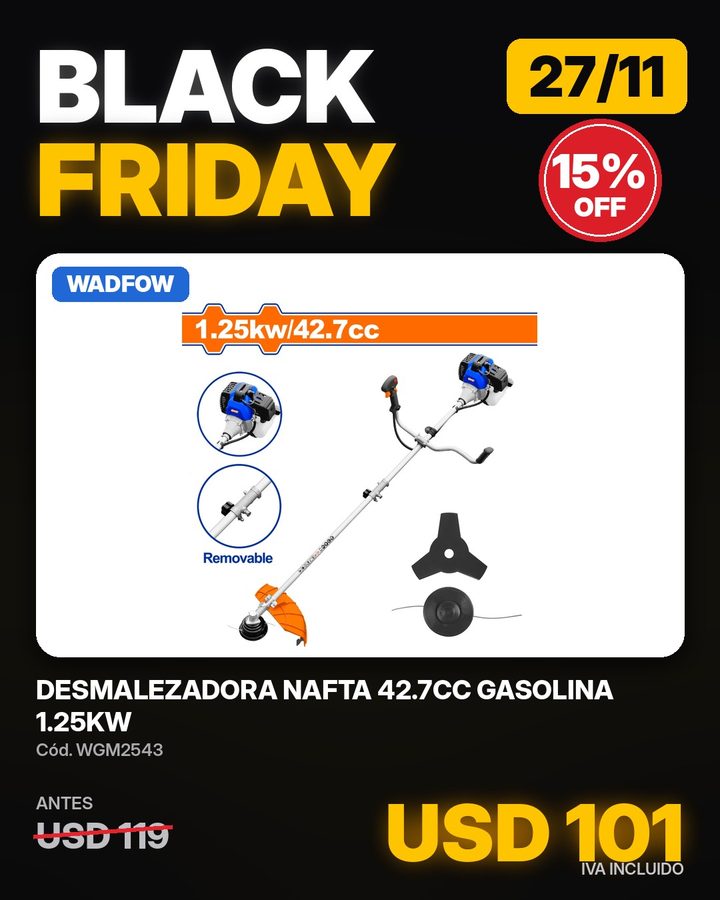 BLACK
FRIDAY
27/11
15%
OFF
WADFOW
1.25kw/42.7cc
Removable
DESMALEZADORA NAFTA 42.7CC GASOLINA
1.25KW
Cód. WGM2543
ANTES
USD 119
USD 101
IVA INCLUIDO